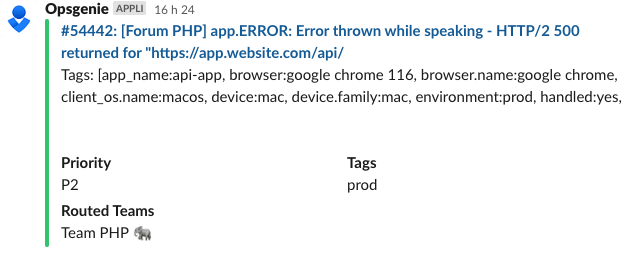 Opsgenie APPLI 16 h 24
#54442: [Forum PHP] app.ERROR: Error thrown while speaking - HTTP/2 500
returned for "https://app.website.com/api/
Tags: [app_name:api-app, browser:google chrome 116, browser.name:google chrome,
client_os.name:macos, device:mac, device.family:mac, environment:prod, handled:yes,
Priority
P2
Tags
prod
Routed Teams
Team PHP 🐘